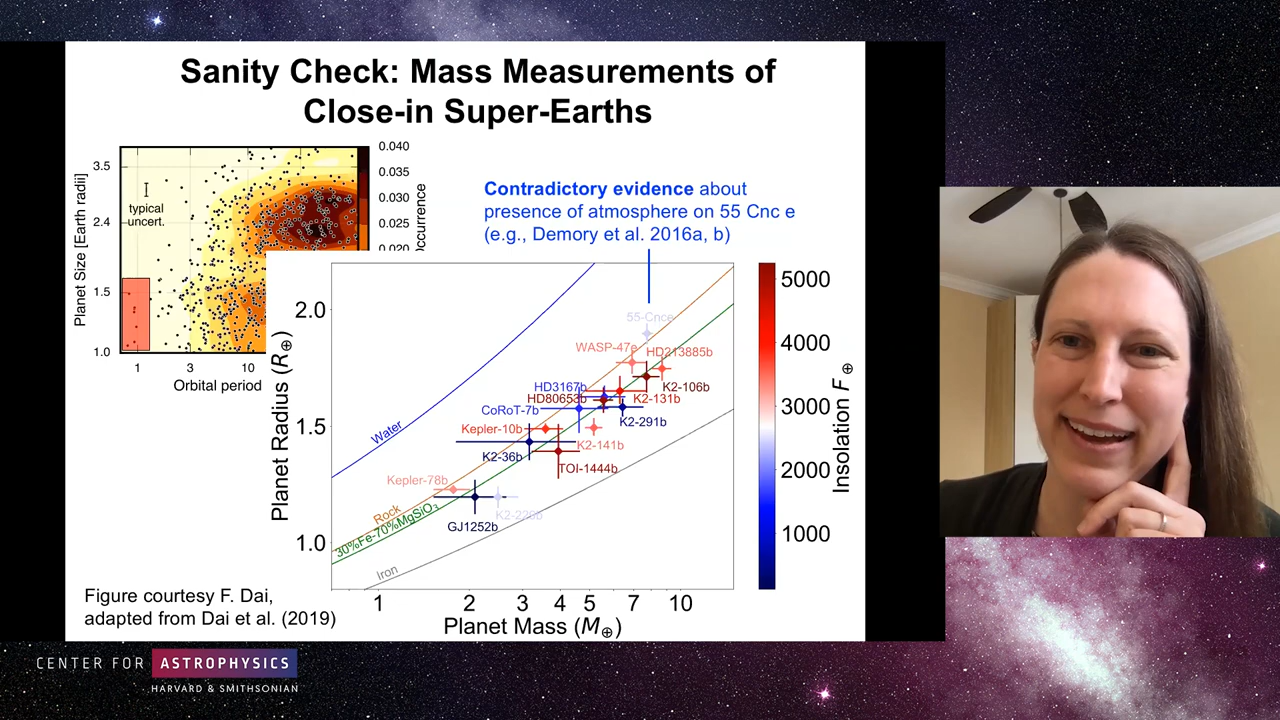 Sanity Check: Mass Measurements of
Close-in Super-Earths
0.040
0.035
0.030
0.025
0.020
3.5
2.4
1.5
1.0
Planet Size [Earth radii]
typical
uncert.
1
3
10
Orbital period
Contradictory evidence about
presence of atmosphere on 55 Cnc e
(e.g., Demory et al. 2016a, b)
2.0
1.5
1.0
Planet Radius (R⊕)
55-Cnce
WASP-47e
HD213885b
HD3167b
K2-106b
HD80653b
K2-131b
CoRoT-7b
K2-291b
Kepler-10b
K2-141b
K2-36b
TOI-1444b
Kepler-78b
K2-229b
GJ1252b
Water
Rock
30%Fe-70%MgSiO3
Iron
1
2
3
4
5
7
10
Planet Mass (M⊕)
5000
4000
3000
2000
1000
Insolation F⊕
Figure courtesy F. Dai,
adapted from Dai et al. (2019)
CENTER FOR ASTROPHYSICS
HARVARD & SMITHSONIAN